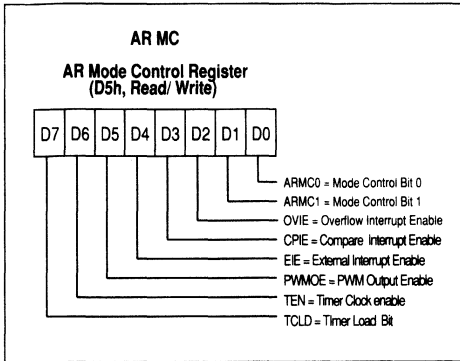 AR MC
AR Mode Control Register
(D5h, Read/ Write)
D7 D6 D5 D4 D3 D2 D1 D0
ARMC0 = Mode Control Bit 0
ARMC1 = Mode Control Bit 1
OVIE = Overflow Interrupt Enable
CPIE = Compare Interrupt Enable
EIE = External Interrupt Enable
PWMOE = PWM Output Enable
TEN = Timer Clock enable
TCLD = Timer Load Bit